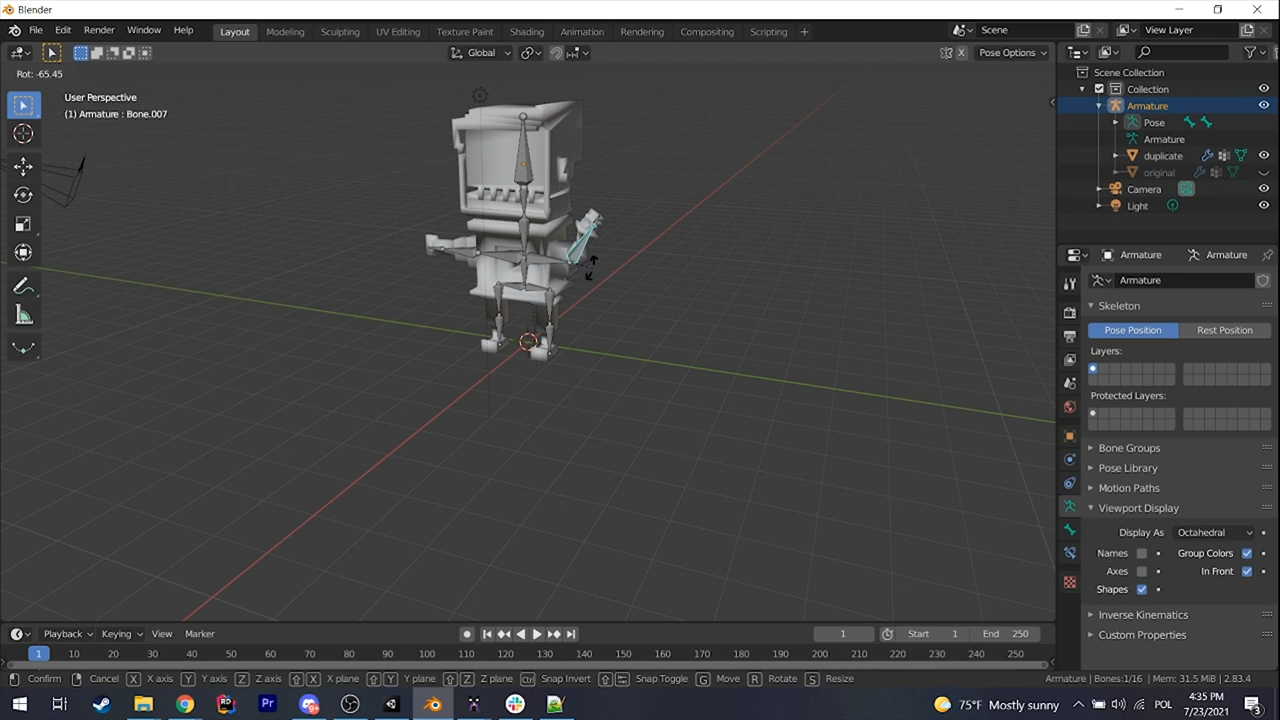 Blender
File Edit Render Window Help Layout Modeling Sculpting UV Editing Texture Paint Shading Animation Rendering Compositing Scripting + Scene View Layer
Global X Pose Options
Rot: -65.45
User Perspective
(1) Armature : Bone.007
Scene Collection
Collection
Armature
Pose
Armature
duplicate
original
Camera
Light
Armature Armature
Armature
Skeleton
Pose Position Rest Position
Layers:
Protected Layers:
Bone Groups
Pose Library
Motion Paths
Viewport Display
Display As Octahedral
Names Group Colors
Axes In Front
Shapes
Inverse Kinematics
Custom Properties
Playback Keying View Marker 1 Start 1 End 250
1 10 20 30 40 50 60 70 80 90 100 110 120 130 140 150 160 170 180 190 200 210 220 230 240 250
Confirm Cancel X X axis Y Y axis Z Z axis X X plane Y Y plane Z Z plane Snap Invert Snap Toggle G Move R Rotate S Resize Armature | Bones:1/16 | Mem: 31.5 MiB | 2.83.4
RD Pr 75°F Mostly sunny POL 4:35 PM
7/23/2021 3